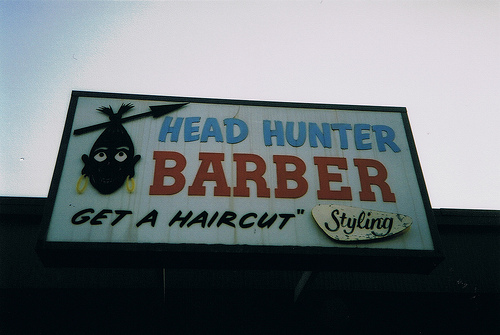 HEAD HUNTER
BARBER
GET A HAIRCUT"
Styling